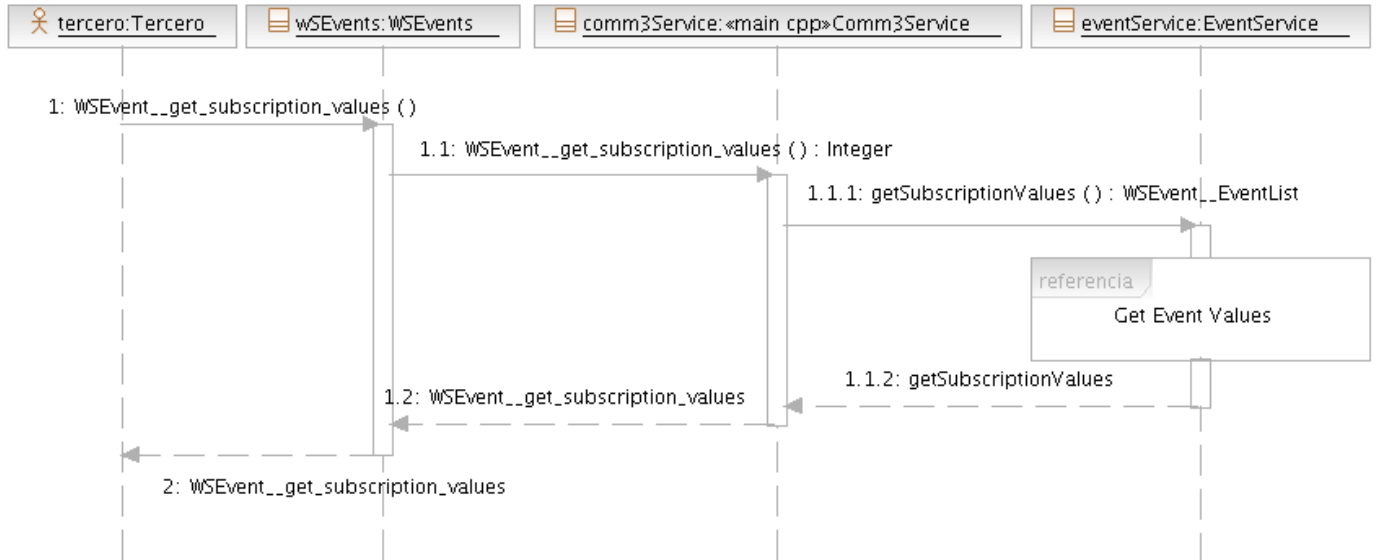 tercero:Tercero
wSEvents:WSEvents
comm3Service:«main cpp»Comm3Service
eventService:EventService
1: WSEvent__get_subscription_values ()
1.1: WSEvent__get_subscription_values () : Integer
1.1.1: getSubscriptionValues () : WSEvent__EventList
referencia
Get Event Values
1.1.2: getSubscriptionValues
1.2: WSEvent__get_subscription_values
2: WSEvent__get_subscription_values